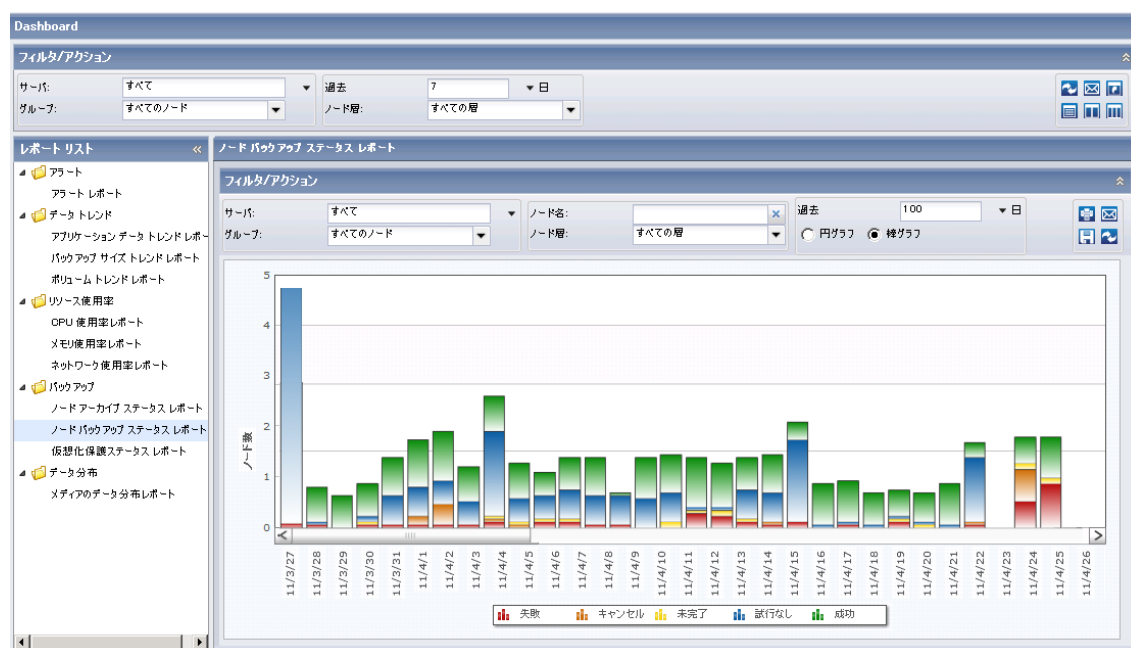 Dashboard
フィルタ/アクション
サーバ: すべて 過去 7 日
グループ: すべてのノード ノード層: すべての層
レポート リスト
アラート
アラート レポート
データ トレンド
アプリケーション データ トレンド レポー
バックアップ サイズ トレンド レポート
ボリューム トレンド レポート
リソース使用率
CPU 使用率レポート
メモリ使用率レポート
ネットワーク使用率レポート
バックアップ
ノード アーカイブ ステータス レポート
ノード バックアップ ステータス レポート
仮想化保護ステータス レポート
データ分布
メディアのデータ分布レポート
ノード バックアップ ステータス レポート
フィルタ/アクション
サーバ: すべて ノード名: 過去 100 日
グループ: すべてのノード ノード層: すべての層 円グラフ 棒グラフ
5
4
3
2
1
0
ノード数
11/3/27 11/3/28 11/3/29 11/3/30 11/3/31 11/4/1 11/4/2 11/4/3 11/4/4 11/4/5 11/4/6 11/4/7 11/4/8 11/4/9 11/4/10 11/4/11 11/4/12 11/4/13 11/4/14 11/4/15 11/4/16 11/4/17 11/4/18 11/4/19 11/4/20 11/4/21 11/4/22 11/4/23 11/4/24 11/4/25 11/4/26
失敗 キャンセル 未完了 試行なし 成功